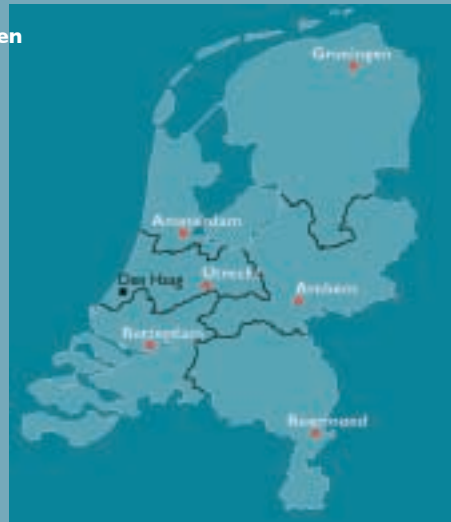 en
Groningen
Amsterdam
Den Haag
Utrecht
Arnhem
Rotterdam
Roermond